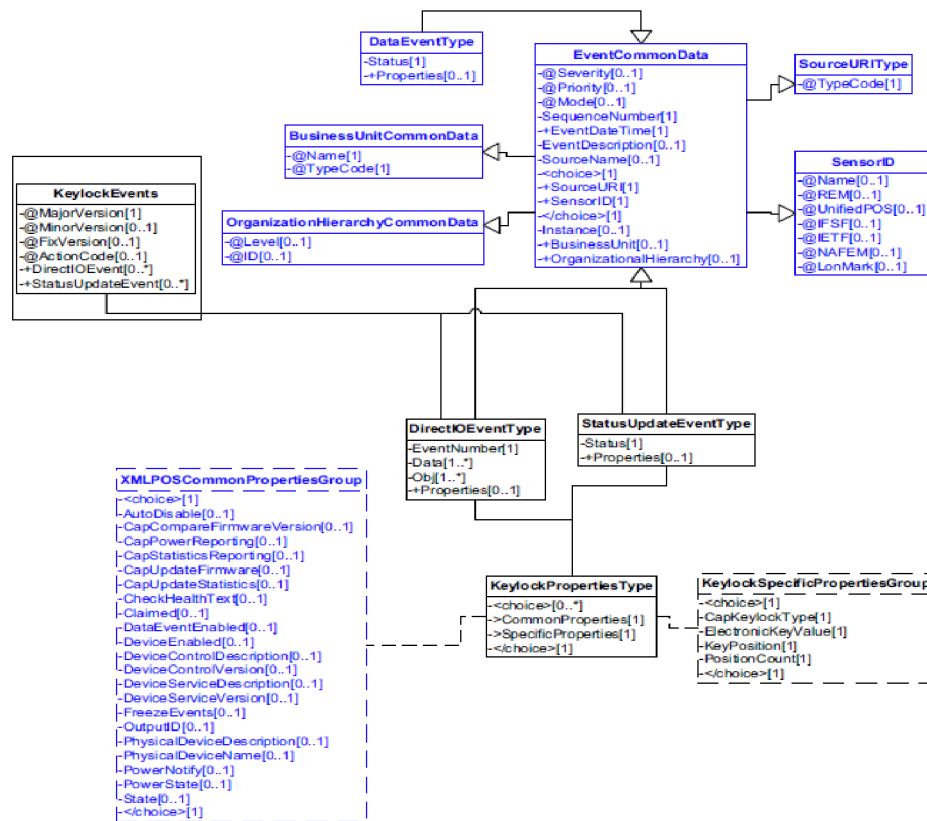 DataEventType
-Status[1]
-+Properties[0..1]
EventCommonData
-@Severity[0..1]
-@Priority[0..1]
-@Mode[0..1]
-SequenceNumber[1]
-+EventDateTime[1]
-EventDescription[0..1]
-SourceName[0..1]
-<choice>[1]
-+SourceURI[1]
-+SensorID[1]
-</choice>[1]
-Instance[0..1]
-+BusinessUnit[0..1]
-+OrganizationalHierarchy[0..1]
SourceURIType
-@TypeCode[1]
BusinessUnitCommonData
-@Name[1]
-@TypeCode[1]
SensorID
-@Name[0..1]
-@REM[0..1]
-@UnifiedPOS[0..1]
-@IFSF[0..1]
-@IETF[0..1]
-@NAFEM[0..1]
-@LonMark[0..1]
KeylockEvents
-@MajorVersion[1]
-@MinorVersion[0..1]
-@FixVersion[0..1]
-@ActionCode[0..1]
-+DirectIOEvent[0..*]
-+StatusUpdateEvent[0..*]
OrganizationHierarchyCommonData
-@Level[0..1]
-@ID[0..1]
DirectIOEventType
-EventNumber[1]
-Data[1..*]
-Obj[1..*]
-+Properties[0..1]
StatusUpdateEventType
-Status[1]
-+Properties[0..1]
XMLPOSCommonPropertiesGroup
-<choice>[1]
-AutoDisable[0..1]
-CapCompareFirmwareVersion[0..1]
-CapPowerReporting[0..1]
-CapStatisticsReporting[0..1]
-CapUpdateFirmware[0..1]
-CapUpdateStatistics[0..1]
-CheckHealthText[0..1]
-Claimed[0..1]
-DataEventEnabled[0..1]
-DeviceEnabled[0..1]
-DeviceControlDescription[0..1]
-DeviceControlVersion[0..1]
-DeviceServiceDescription[0..1]
-DeviceServiceVersion[0..1]
-FreezeEvents[0..1]
-OutputID[0..1]
-PhysicalDeviceDescription[0..1]
-PhysicalDeviceName[0..1]
-PowerNotify[0..1]
-PowerState[0..1]
-State[0..1]
-</choice>[1]
KeylockPropertiesType
-<choice>[0..*]
->CommonProperties[1]
->SpecificProperties[1]
-</choice>[1]
KeylockSpecificPropertiesGroup
-<choice>[1]
-CapKeylockType[1]
-ElectronicKeyValue[1]
-KeyPosition[1]
-PositionCount[1]
-</choice>[1]